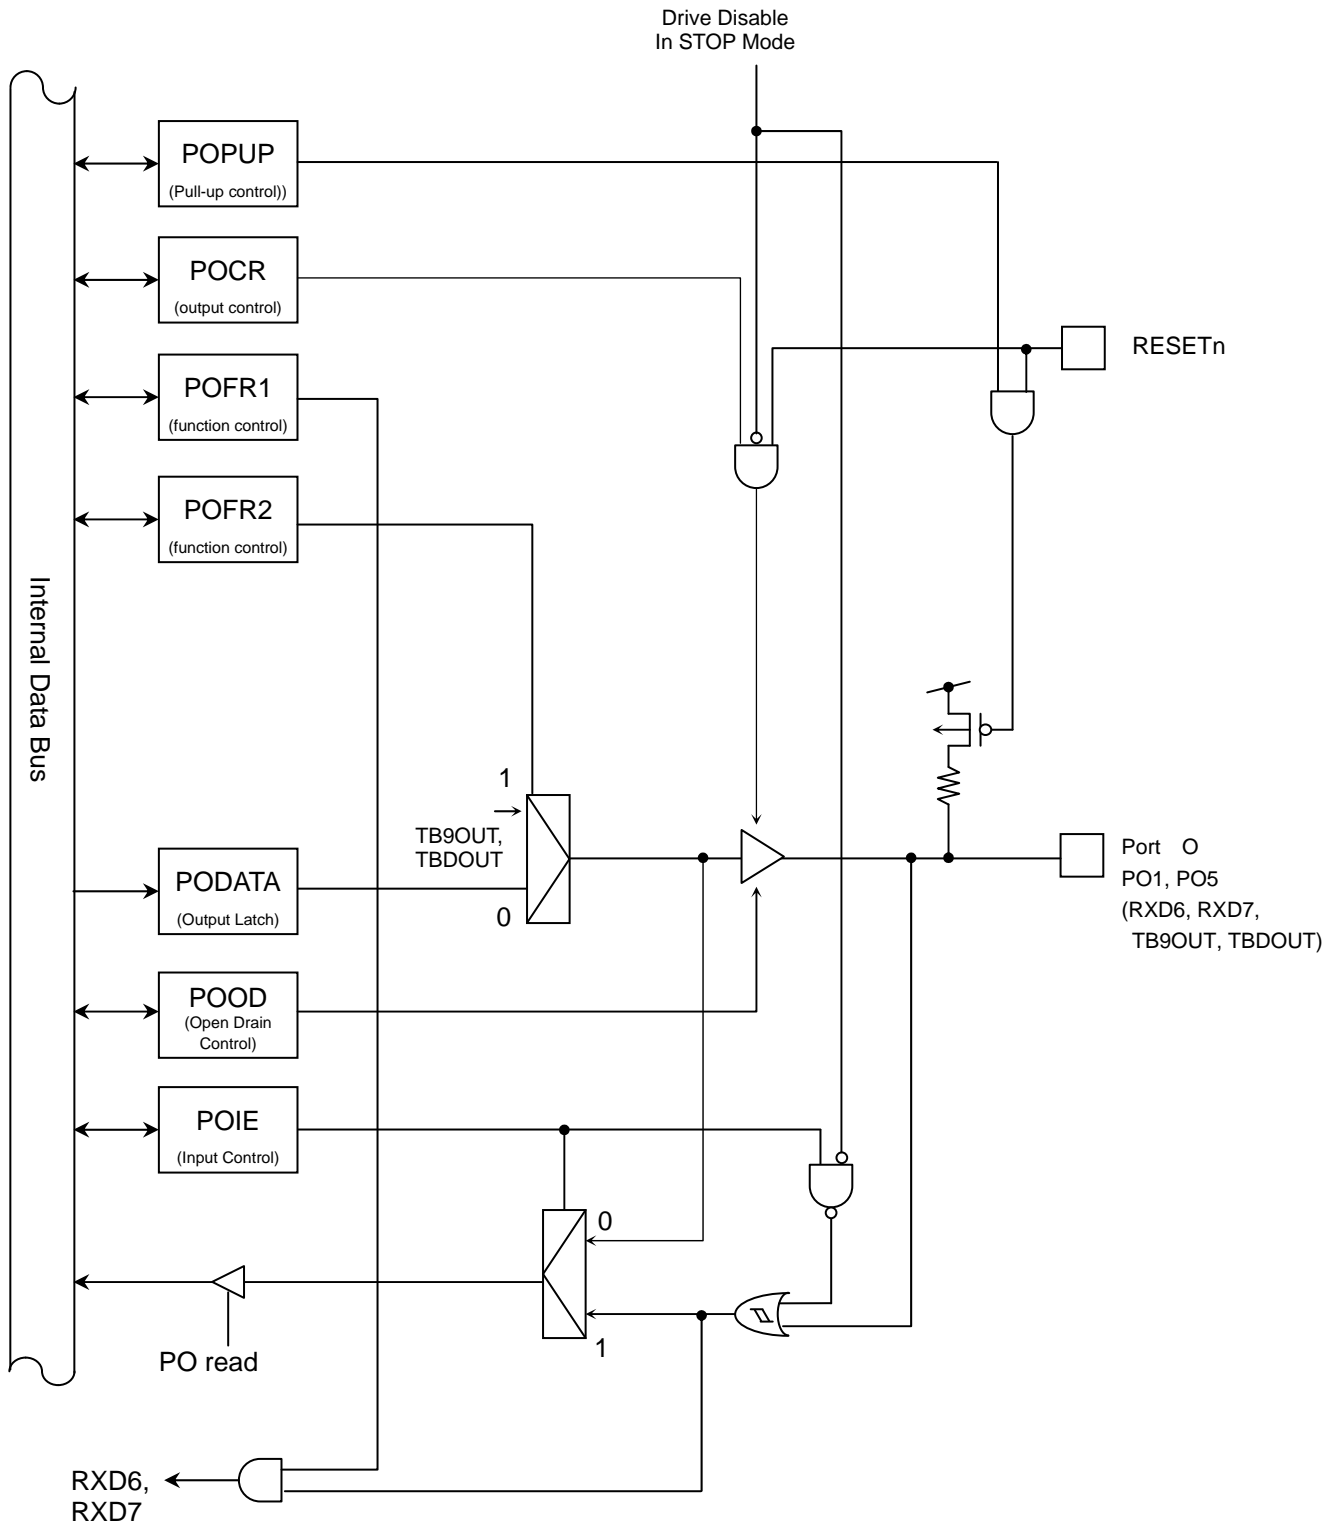 Drive Disable
In STOP Mode
POPUP
(Pull-up control))
POCR
(output control)
RESETn
POFR1
(function control)
POFR2
(function control)
Internal Data Bus
1
TB9OUT,
TBDOUT
0
PODATA
(Output Latch)
Port O
PO1, PO5
(RXD6, RXD7,
TB9OUT, TBDOUT)
POOD
(Open Drain
Control)
POIE
(Input Control)
0
1
PO read
RXD6,
RXD7